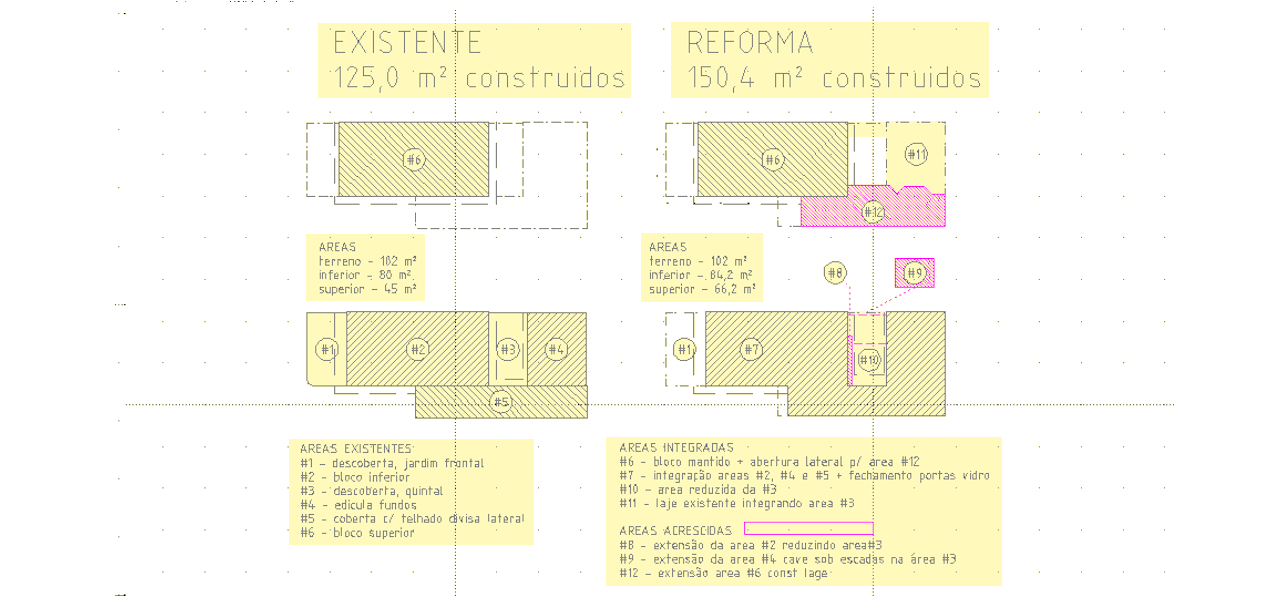 EXISTENTE
125,0 m² construidos
REFORMA
150,4 m² construidos
#6
#6
#11
#12
AREAS
terreno - 102 m²
inferior - 80 m².
superior - 45 m²
AREAS
terreno - 102 m²
inferior - 84,2 m²
superior - 66,2 m²
#8
#9
#1
#2
#3
#4
#5
#1
#7
#10
AREAS EXISTENTES
#1 - descoberta, jardim frontal
#2 - bloco inferior
#3 - descoberta, quintal
#4 - edicula fundos
#5 - coberta c/ telhado divisa lateral
#6 - bloco superior
AREAS INTEGRADAS
#6 - bloco mantido + abertura lateral p/ área #12
#7 - integração areas #2, #4 e #5 + fechamento portas vidro
#10 - area reduzida da #3
#11 - laje existente integrando area #3
AREAS ACRESCIDAS
#8 - extensão da area #2 reduzindo area#3
#9 - extensão da area #4 cave sob escadas na área #3
#12 - extensão area #6 const lage